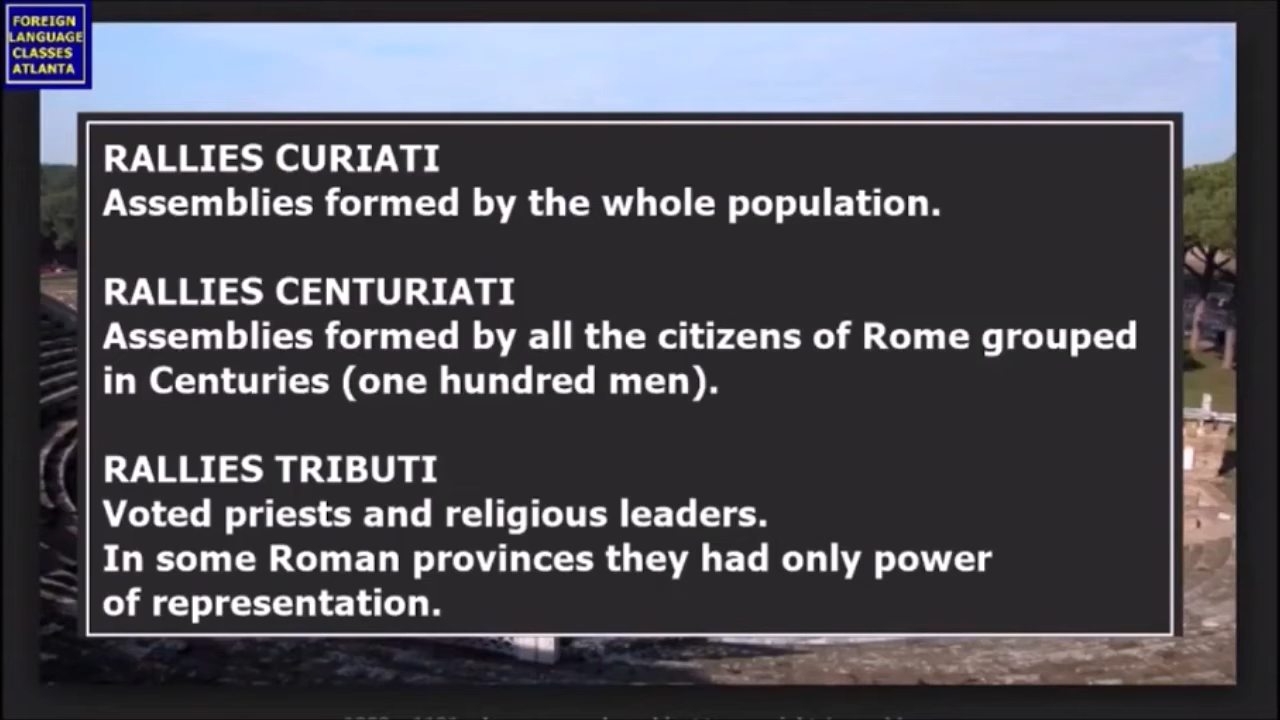 FOREIGN
LANGUAGE
CLASSES
ATLANTA
RALLIES CURIATI
Assemblies formed by the whole population.
RALLIES CENTURIATI
Assemblies formed by all the citizens of Rome grouped
in Centuries (one hundred men).
RALLIES TRIBUTI
Voted priests and religious leaders.
In some Roman provinces they had only power
of representation.